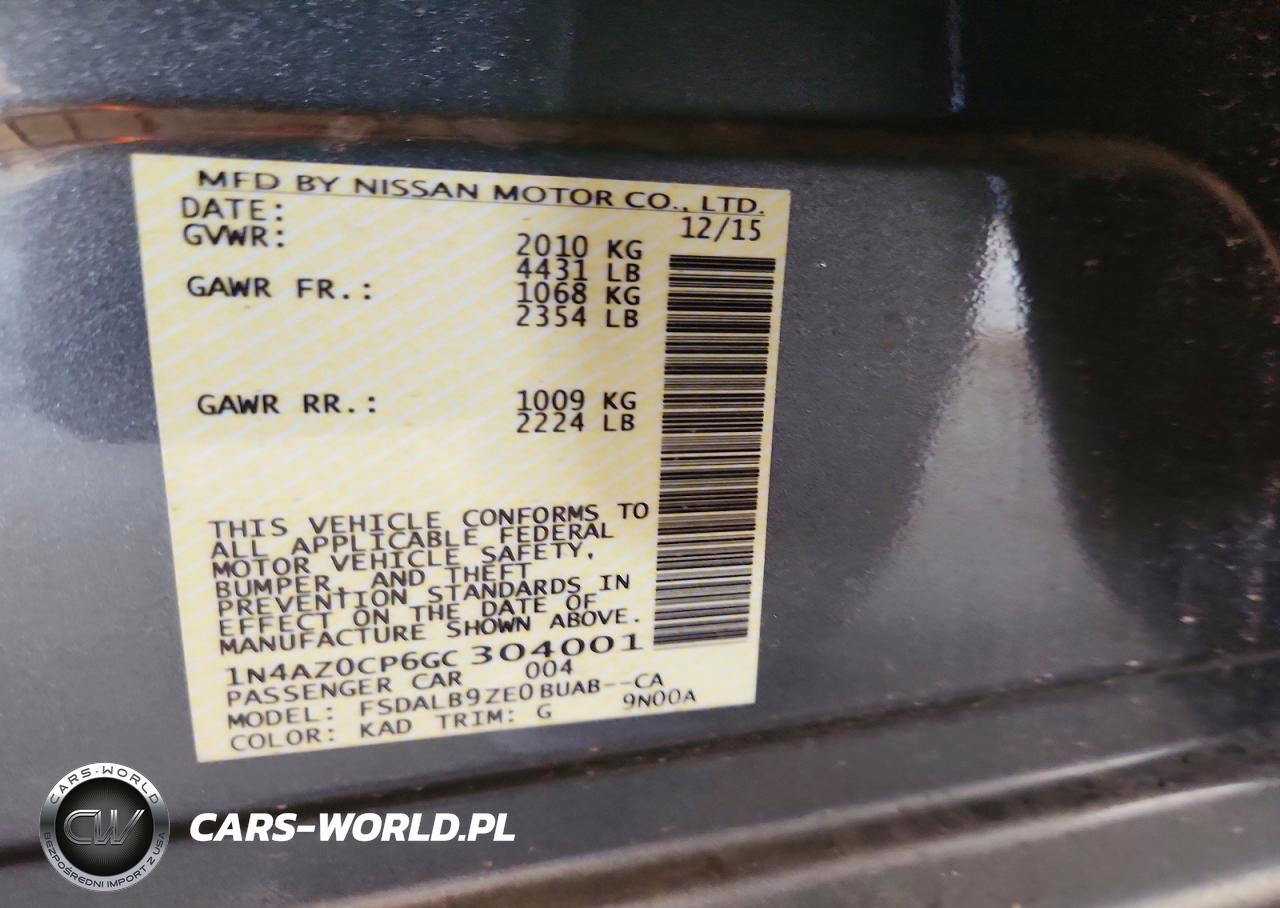 MFD BY NISSAN MOTOR CO., LTD.
DATE: 12/15
GVWR: 2010 KG
4431 LB
GAWR FR.: 1068 KG
2354 LB
GAWR RR.: 1009 KG
2224 LB
THIS VEHICLE CONFORMS TO
ALL APPLICABLE FEDERAL
MOTOR VEHICLE SAFETY,
BUMPER, AND THEFT
PREVENTION STANDARDS IN
EFFECT ON THE DATE OF
MANUFACTURE SHOWN ABOVE.
1N4AZ0CP6GC 304001
PASSENGER CAR 004
MODEL: FSDALB9ZE0BUAB--CA
COLOR: KAD TRIM: G 9N00A
CARS-WORLD
CW
BEZPOŚREDNI IMPORT Z USA
CARS-WORLD.PL